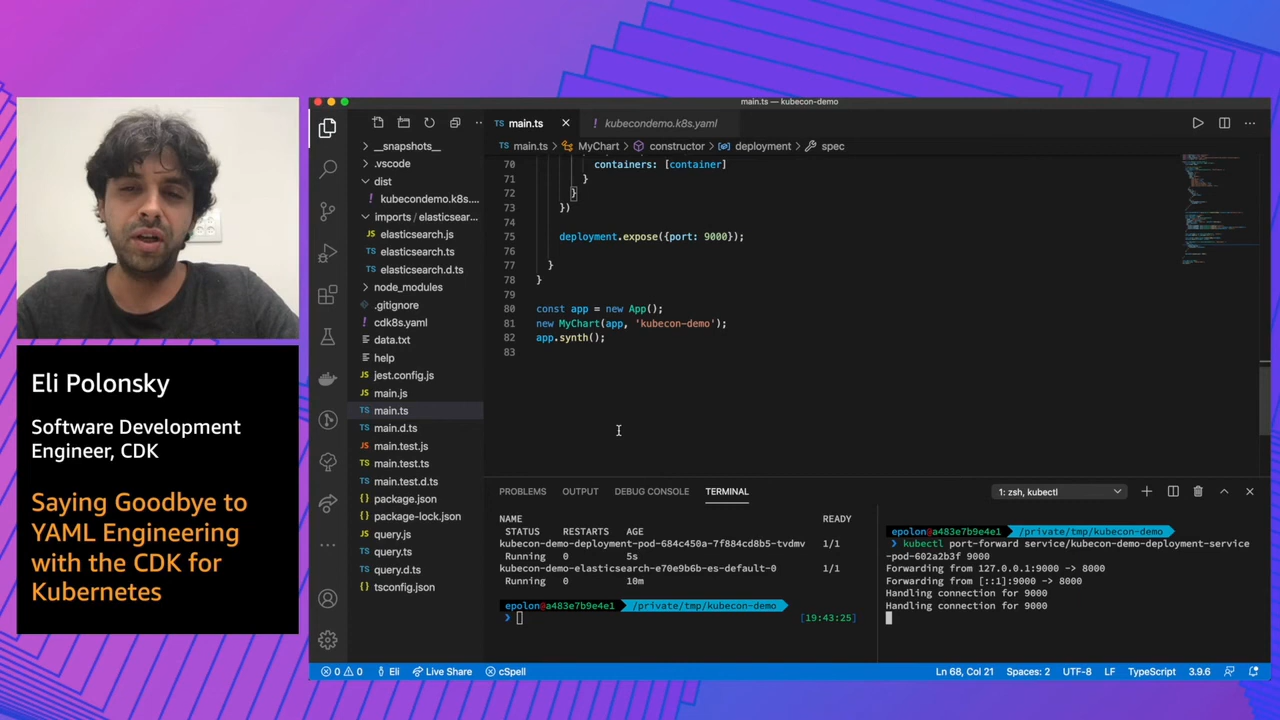 main.ts — kubecon-demo
main.ts
kubecondemo.k8s.yaml
main.ts > MyChart > constructor > deployment > spec
__snapshots__
.vscode
dist
kubecondemo.k8s....
imports / elasticsear...
elasticsearch.js
elasticsearch.ts
elasticsearch.d.ts
node_modules
.gitignore
cdk8s.yaml
data.txt
help
jest.config.js
main.js
main.ts
main.d.ts
main.test.js
main.test.ts
main.test.d.ts
package.json
package-lock.json
query.js
query.ts
query.d.ts
tsconfig.json
70 containers: [container]
71 }
72 }
73 })
74
75 deployment.expose({port: 9000});
76
77 }
78 }
79
80 const app = new App();
81 new MyChart(app, 'kubecon-demo');
82 app.synth();
83
PROBLEMS OUTPUT DEBUG CONSOLE TERMINAL 1: zsh, kubectl
NAME READY
STATUS RESTARTS AGE
kubecon-demo-deployment-pod-684c450a-7f884cd8b5-tvdmv 1/1
Running 0 5s
kubecon-demo-elasticsearch-e70e9b6b-es-default-0 1/1
Running 0 10m
epolon@a483e7b9e4e1 /private/tmp/kubecon-demo
❯ [19:43:25]
epolon@a483e7b9e4e1 /private/tmp/kubecon-demo
❯ kubectl port-forward service/kubecon-demo-deployment-service
-pod-602a2b3f 9000
Forwarding from 127.0.0.1:9000 -> 8000
Forwarding from [::1]:9000 -> 8000
Handling connection for 9000
Handling connection for 9000
0 0 Eli Live Share cSpell Ln 68, Col 21 Spaces: 2 UTF-8 LF TypeScript 3.9.6
Eli Polonsky
Software Development
Engineer, CDK
Saying Goodbye to
YAML Engineering
with the CDK for
Kubernetes